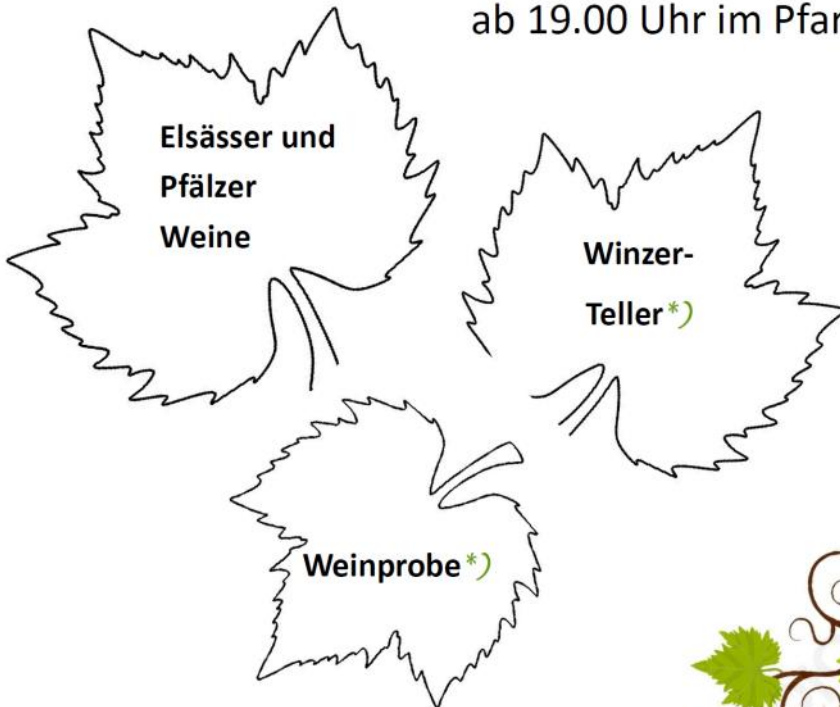 ab 19.00 Uhr im Pfar
Elsässer und
Pfälzer
Weine
Winzer-
Teller*)
Weinprobe*)